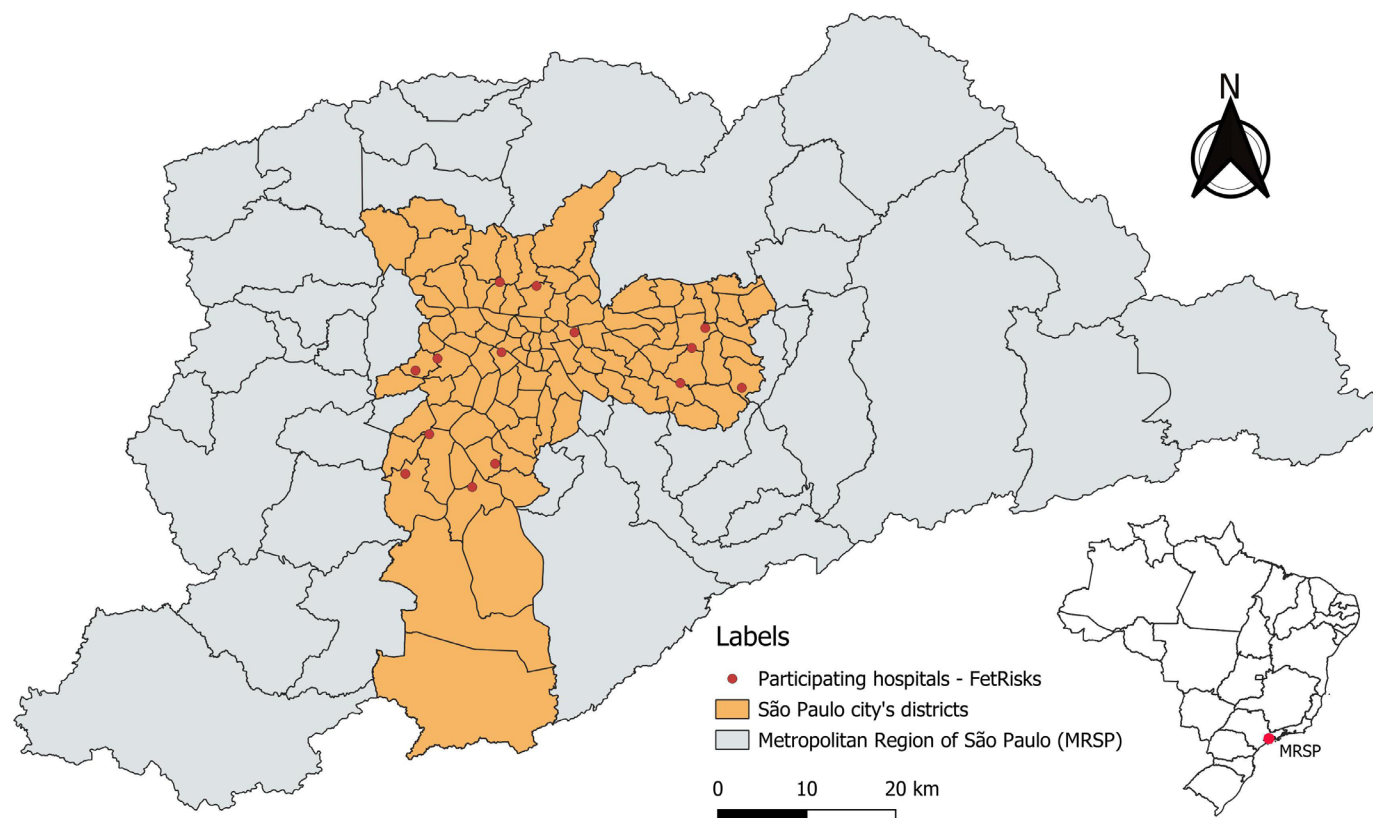 N
Labels
Participating hospitals - FetRisks
São Paulo city's districts
Metropolitan Region of São Paulo (MRSP)
0 10 20 km
MRSP